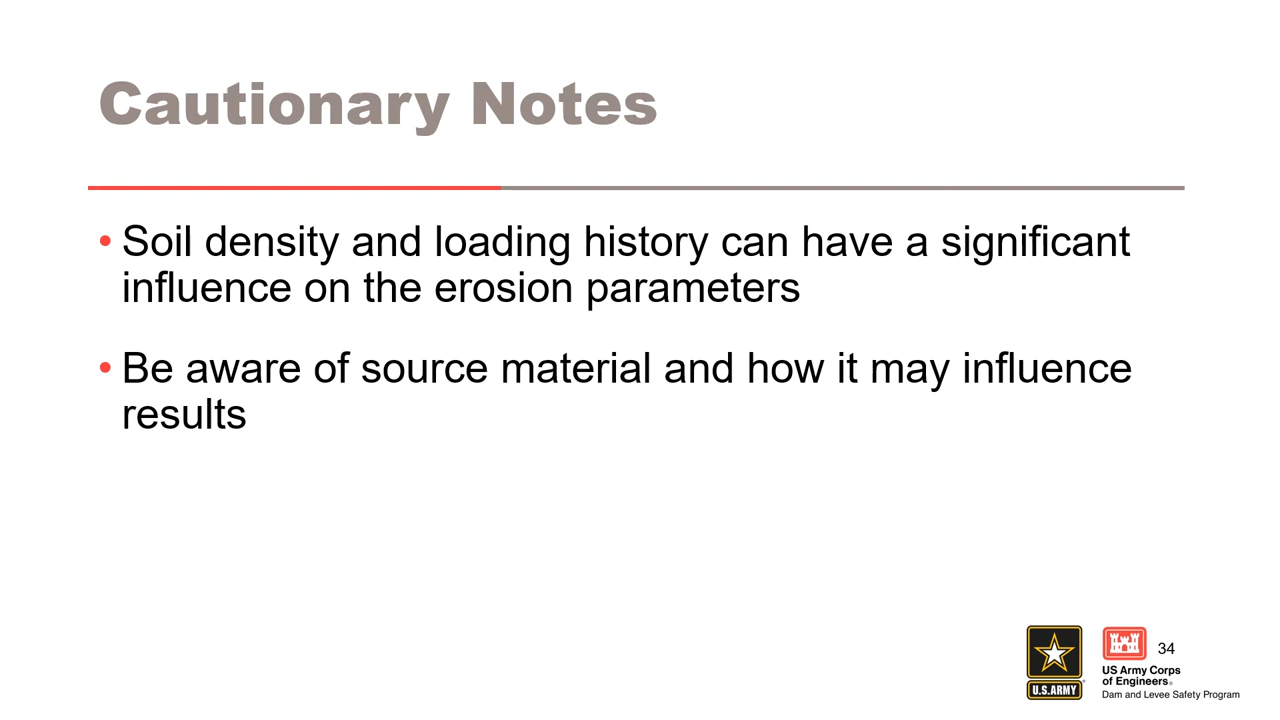 Cautionary Notes
• Soil density and loading history can have a significant
influence on the erosion parameters
• Be aware of source material and how it may influence
results
34
U.S.ARMY
US Army Corps
of Engineers®
Dam and Levee Safety Program